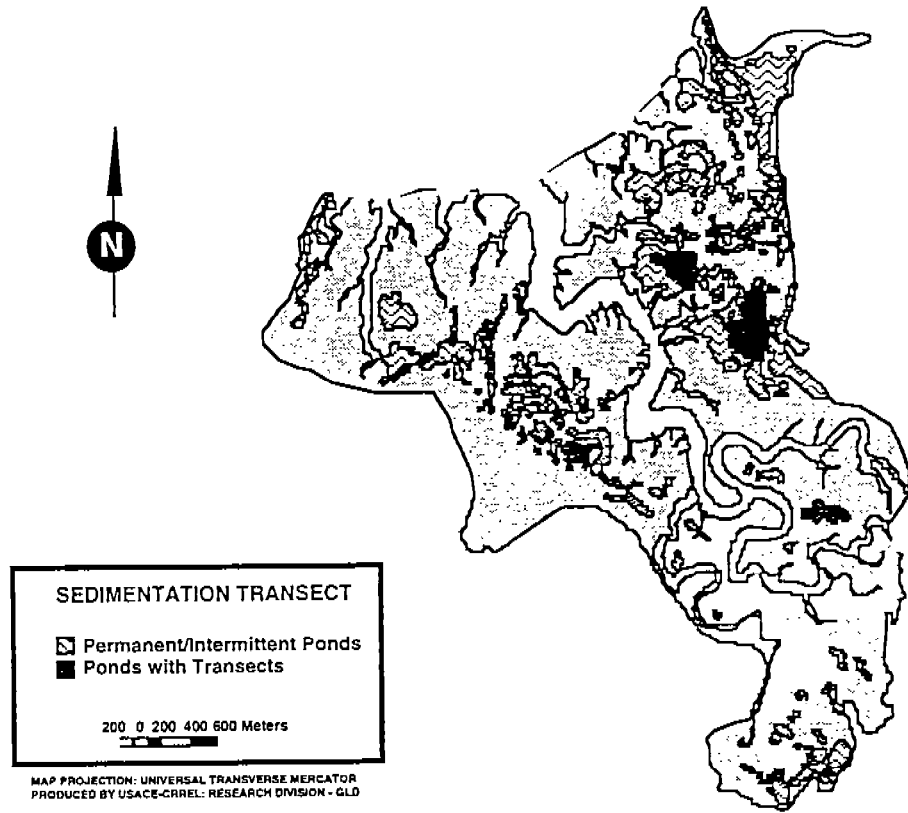 N
SEDIMENTATION TRANSECT
Permanent/Intermittent Ponds
Ponds with Transects
200 0 200 400 600 Meters
MAP PROJECTION: UNIVERSAL TRANSVERSE MERCATOR
PRODUCED BY USACE-CRREL: RESEARCH DIVISION - GLD